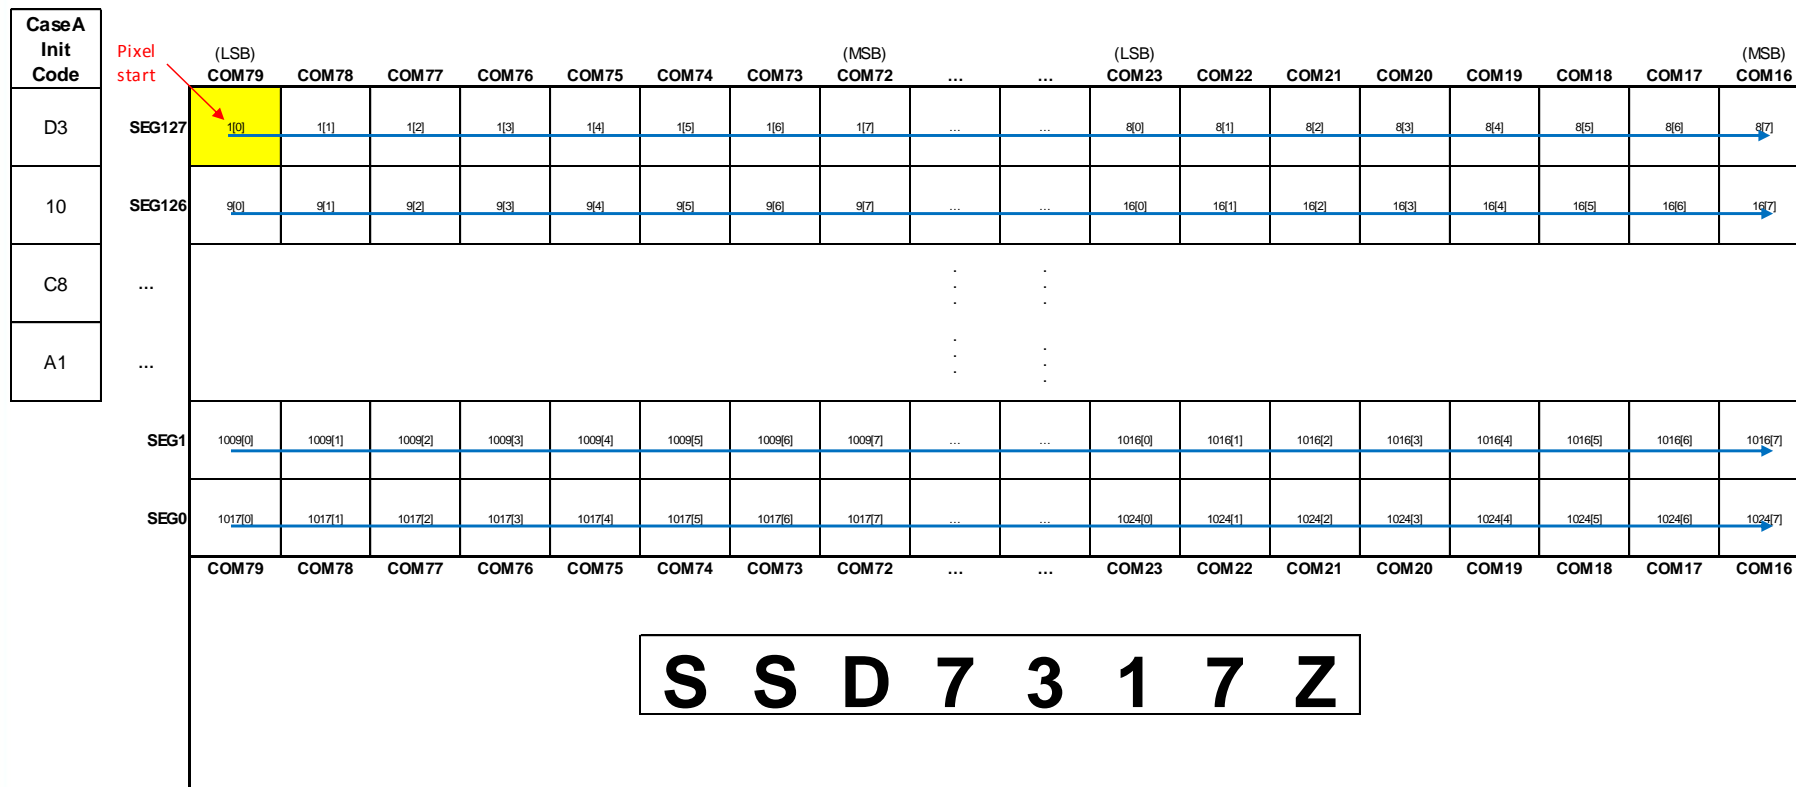 CaseA Init Code
Pixel start
(LSB) (MSB) (LSB) (MSB)
COM79 COM78 COM77 COM76 COM75 COM74 COM73 COM72 ... ... COM23 COM22 COM21 COM20 COM19 COM18 COM17 COM16
D3 SEG127 1[0] 1[1] 1[2] 1[3] 1[4] 1[5] 1[6] 1[7] ... ... 8[0] 8[1] 8[2] 8[3] 8[4] 8[5] 8[6] 8[7]
10 SEG126 9[0] 9[1] 9[2] 9[3] 9[4] 9[5] 9[6] 9[7] ... ... 16[0] 16[1] 16[2] 16[3] 16[4] 16[5] 16[6] 16[7]
C8 ...
A1 ...
SEG1 1009[0] 1009[1] 1009[2] 1009[3] 1009[4] 1009[5] 1009[6] 1009[7] ... ... 1016[0] 1016[1] 1016[2] 1016[3] 1016[4] 1016[5] 1016[6] 1016[7]
SEG0 1017[0] 1017[1] 1017[2] 1017[3] 1017[4] 1017[5] 1017[6] 1017[7] ... ... 1024[0] 1024[1] 1024[2] 1024[3] 1024[4] 1024[5] 1024[6] 1024[7]
COM79 COM78 COM77 COM76 COM75 COM74 COM73 COM72 ... ... COM23 COM22 COM21 COM20 COM19 COM18 COM17 COM16
S S D 7 3 1 7 Z